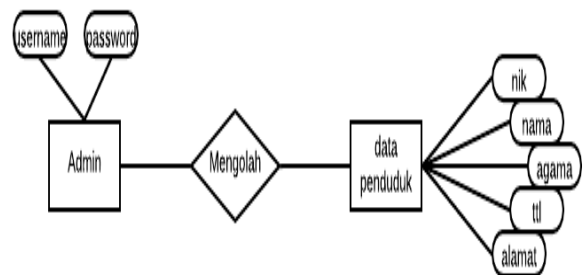 username
password
Admin
Mengolah
data
penduduk
nik
nama
agama
ttl
alamat